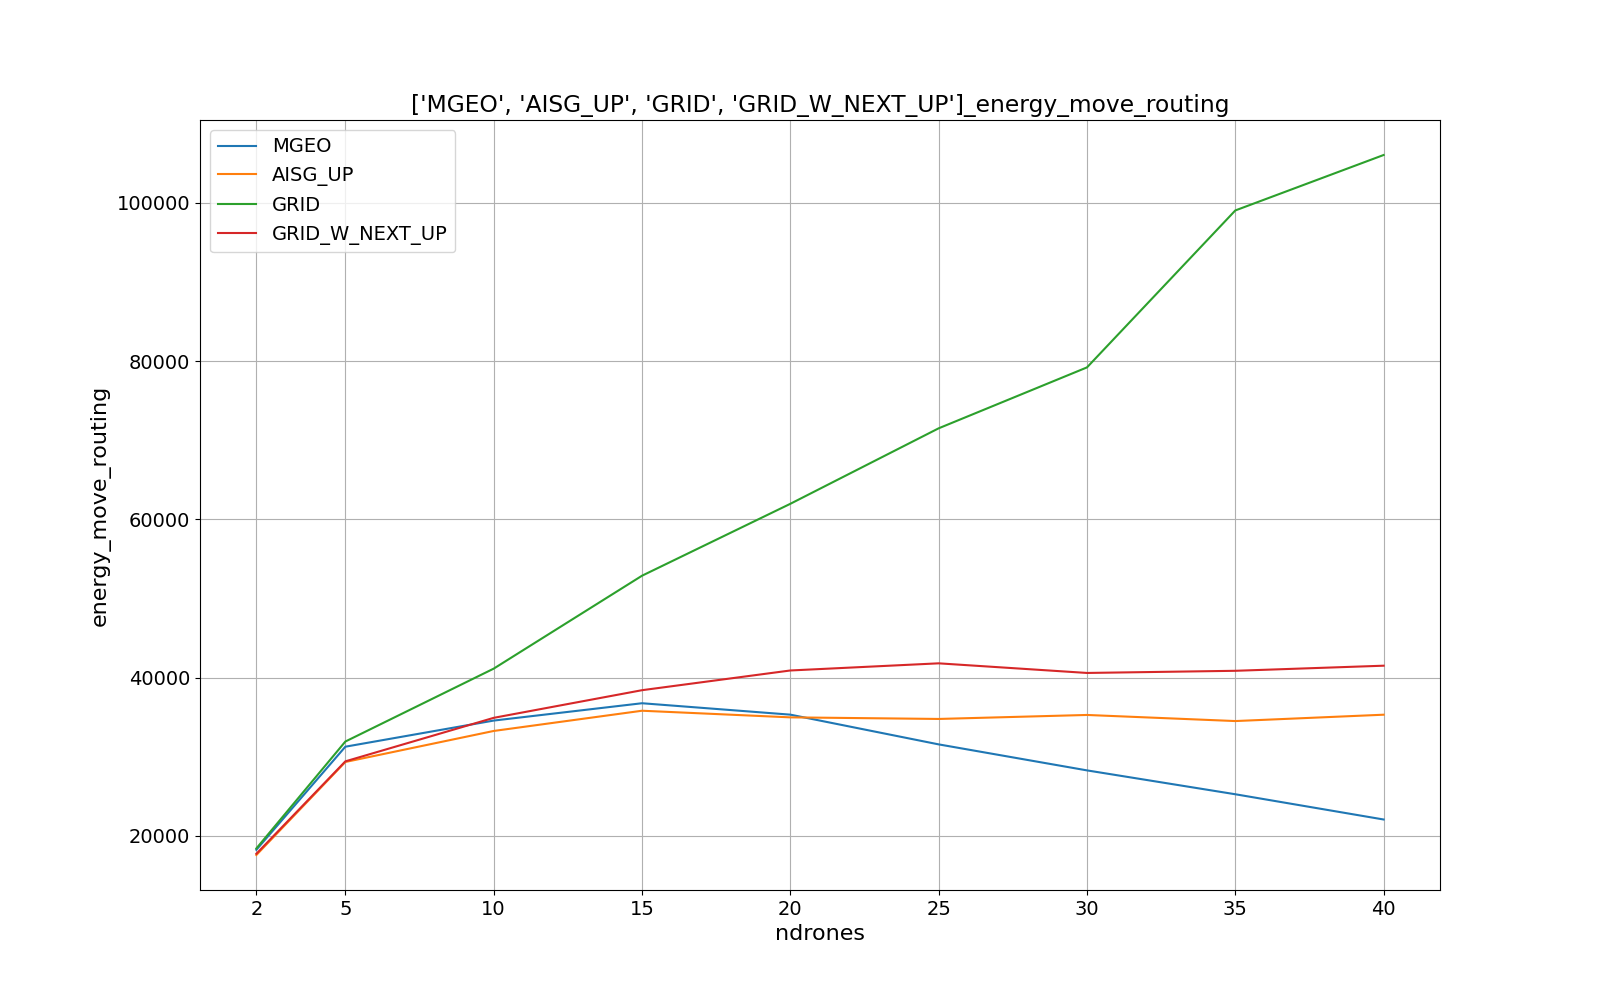 ['MGEO', 'AISG_UP', 'GRID', 'GRID_W_NEXT_UP']_energy_move_routing
MGEO
AISG_UP
GRID
GRID_W_NEXT_UP
100000
80000
60000
40000
20000
energy_move_routing
2 5 10 15 20 25 30 35 40
ndrones